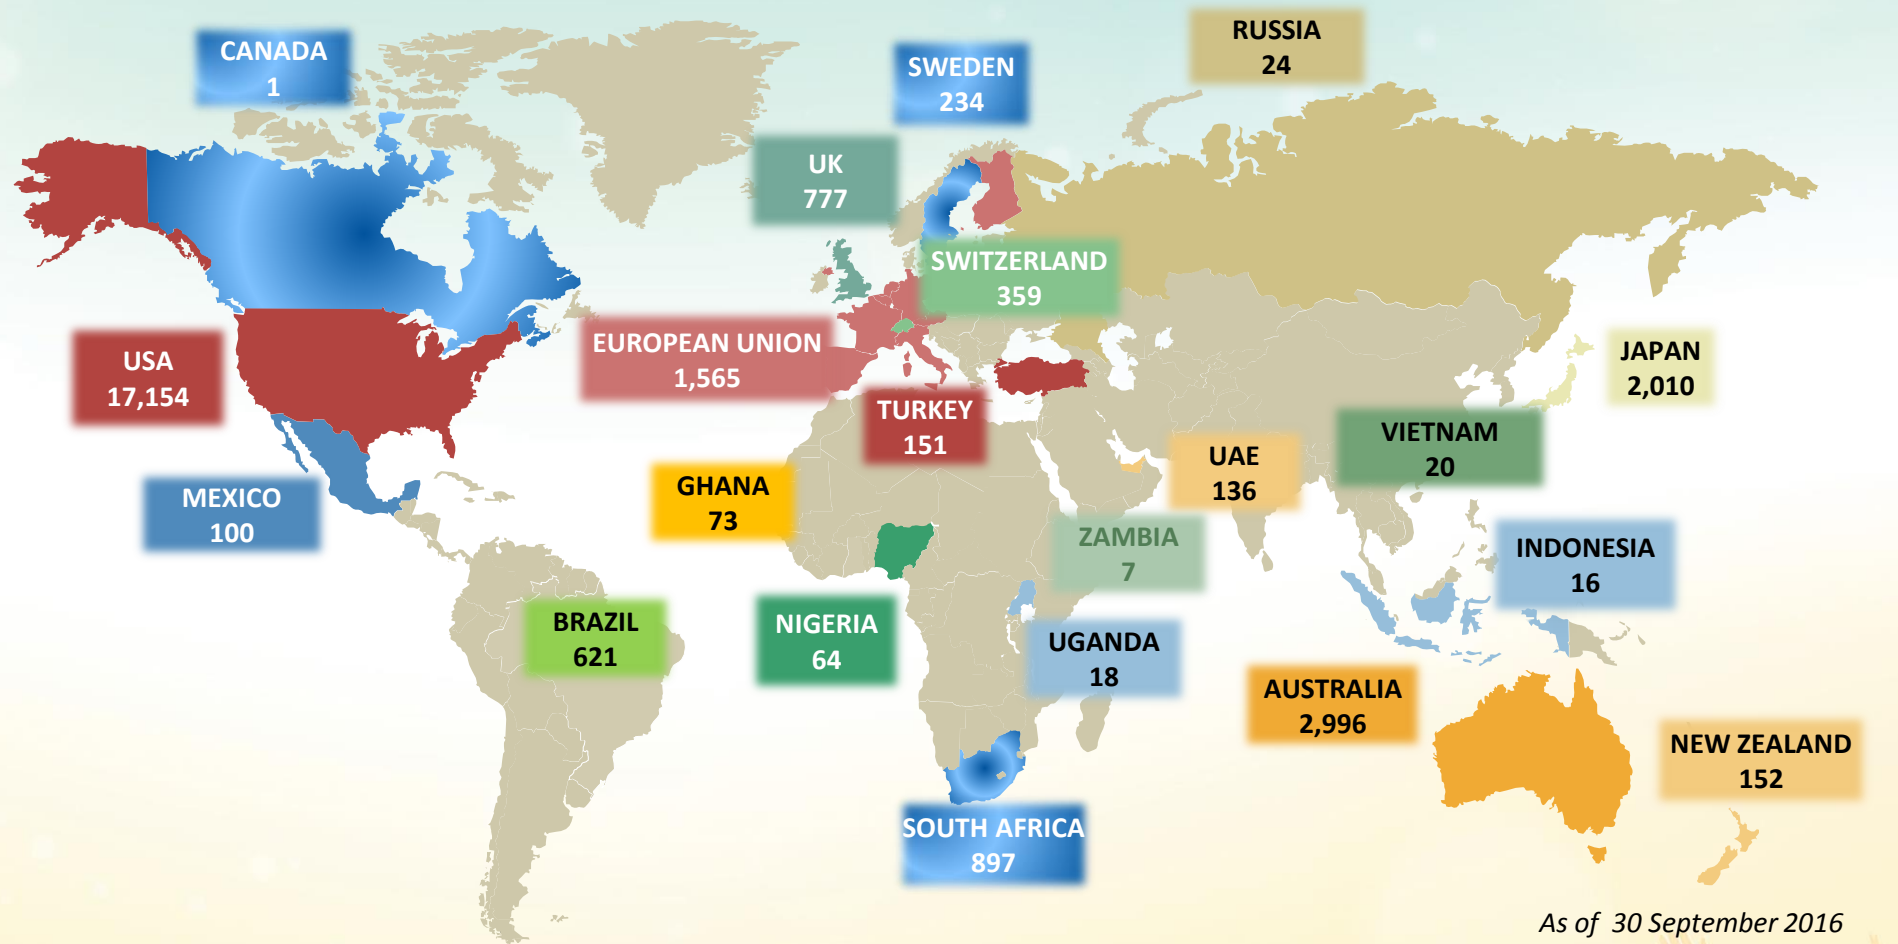 RUSSIA
24
CANADA
1
SWEDEN
234
UK
777
SWITZERLAND
359
USA
17,154
EUROPEAN UNION
1,565
JAPAN
2,010
TURKEY
151
VIETNAM
20
UAE
136
GHANA
73
MEXICO
100
ZAMBIA
7
INDONESIA
16
BRAZIL
621
NIGERIA
64
UGANDA
18
AUSTRALIA
2,996
NEW ZEALAND
152
SOUTH AFRICA
897
As of 30 September 2016